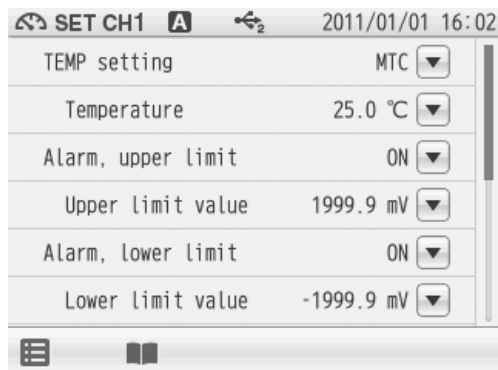 SET CH1 A 2 2011/01/01 16:02
TEMP setting MTC
Temperature 25.0 ℃
Alarm, upper limit ON
Upper limit value 1999.9 mV
Alarm, lower limit ON
Lower limit value -1999.9 mV